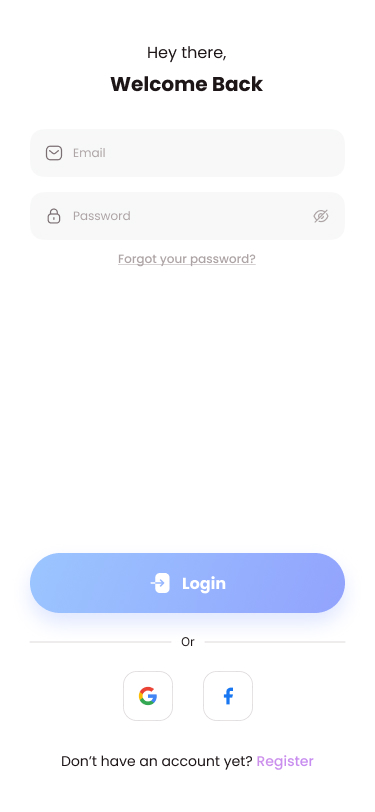 Hey there,
Welcome Back
Email
Password
Forgot your password?
Login
Or
Don’t have an account yet? Register